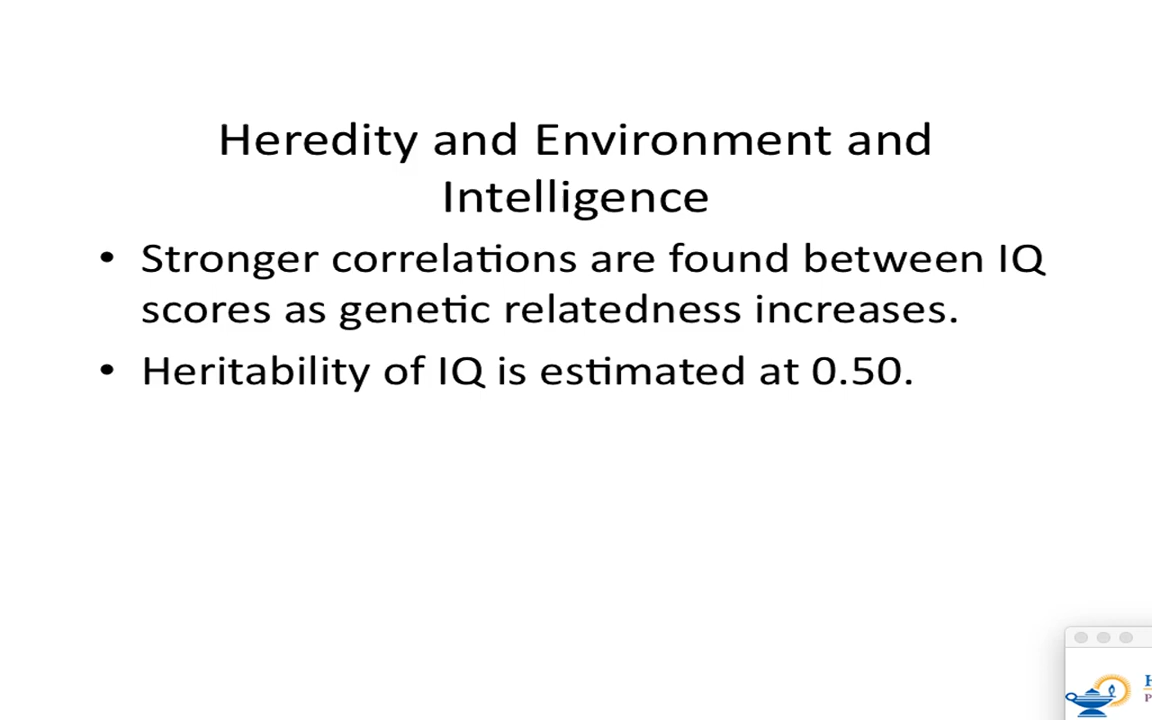 Heredity and Environment and
Intelligence
• Stronger correlations are found between IQ
scores as genetic relatedness increases.
• Heritability of IQ is estimated at 0.50.
H
P